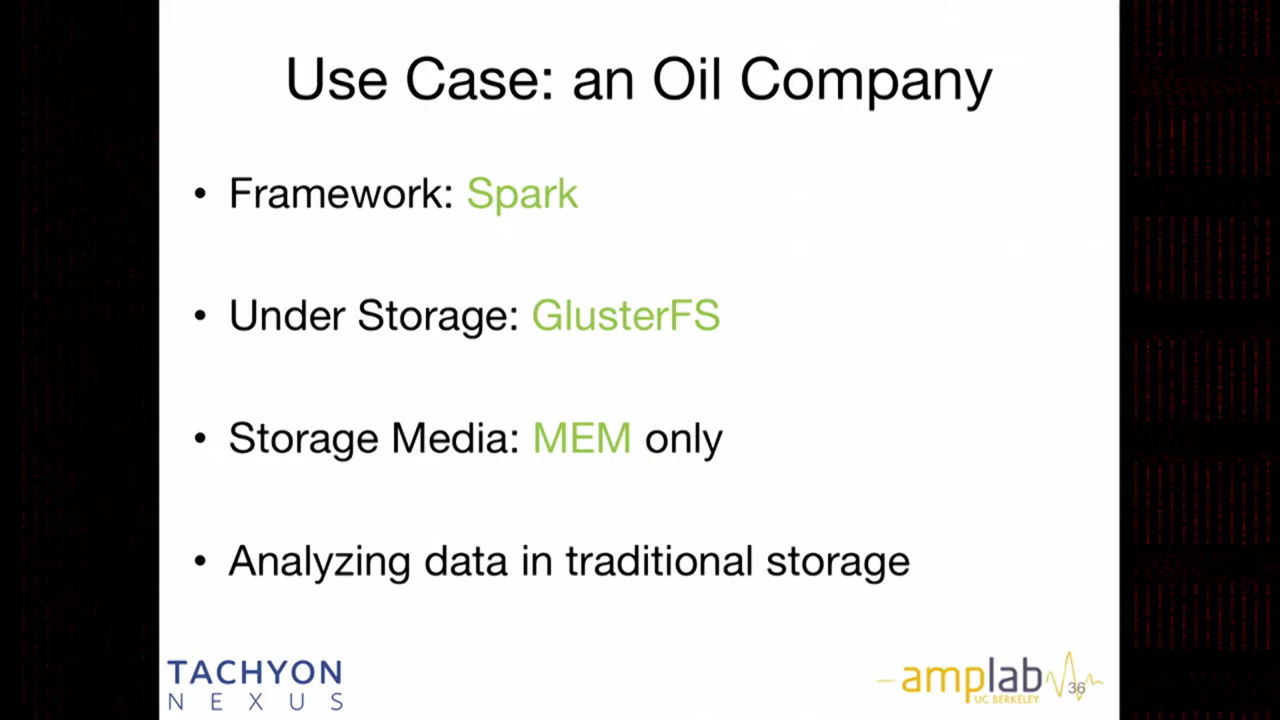 Use Case: an Oil Company
• Framework: Spark
• Under Storage: GlusterFS
• Storage Media: MEM only
• Analyzing data in traditional storage
TACHYON
NEXUS
amplab
UC BERKELEY
36